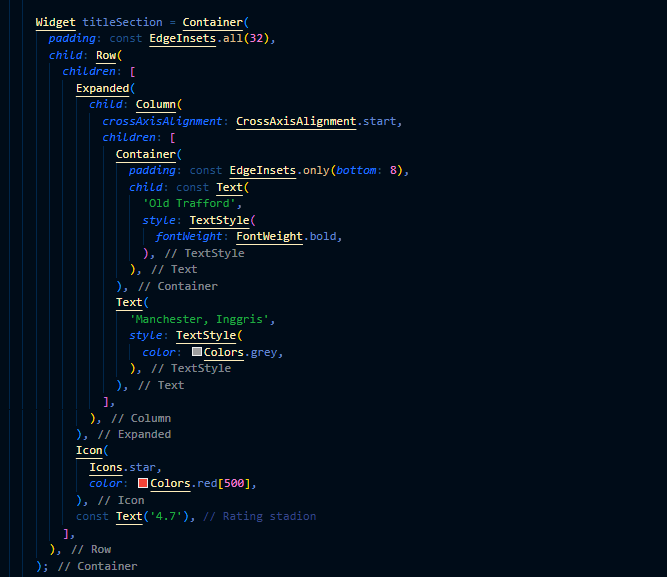 Widget titleSection = Container(
  padding: const EdgeInsets.all(32),
  child: Row(
    children: [
      Expanded(
        child: Column(
          crossAxisAlignment: CrossAxisAlignment.start,
          children: [
            Container(
              padding: const EdgeInsets.only(bottom: 8),
              child: const Text(
                'Old Trafford',
                style: TextStyle(
                  fontWeight: FontWeight.bold,
                ), // TextStyle
              ), // Text
            ), // Container
            Text(
              'Manchester, Inggris',
              style: TextStyle(
                color: Colors.grey,
              ), // TextStyle
            ), // Text
          ],
        ), // Column
      ), // Expanded
      Icon(
        Icons.star,
        color: Colors.red[500],
      ), // Icon
      const Text('4.7'), // Rating stadion
    ],
  ), // Row
); // Container